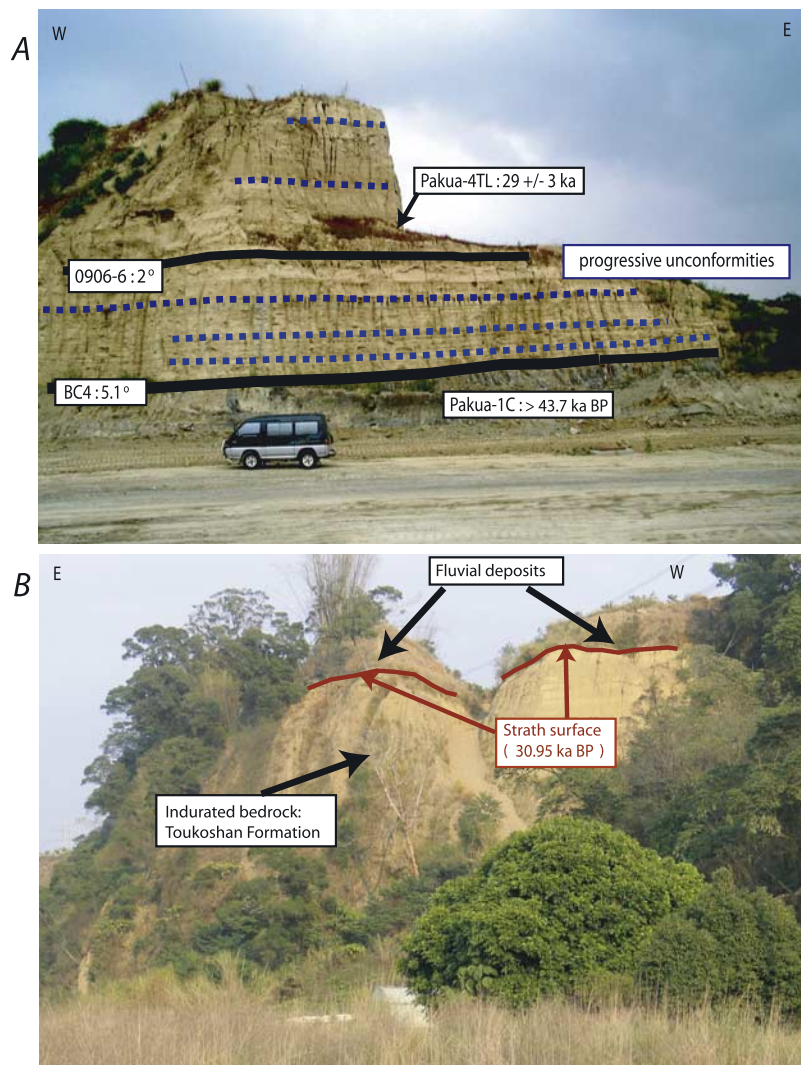 A
W
E
Pakua-4TL : 29 +/- 3 ka
progressive unconformities
0906-6 : 2°
BC4 : 5.1°
Pakua-1C : > 43.7 ka BP
B
E
Fluvial deposits
W
Strath surface
( 30.95 ka BP )
Indurated bedrock:
Toukoshan Formation